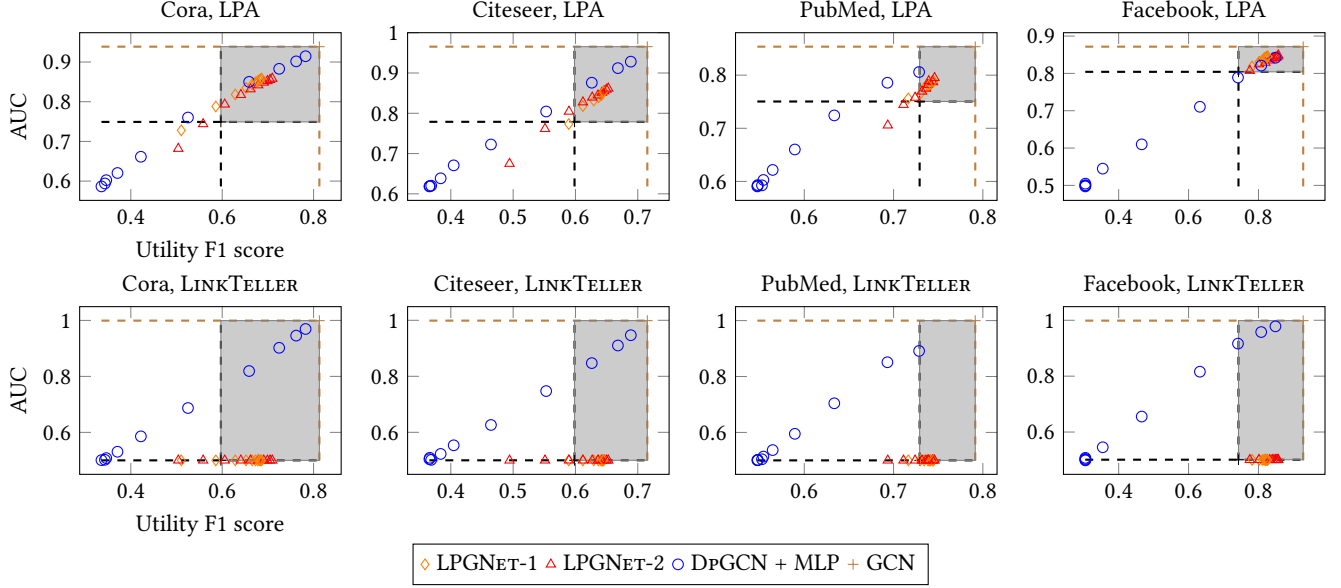 Cora, LPA
Citeseer, LPA
PubMed, LPA
Facebook, LPA
AUC
0.9
0.8
0.7
0.6
0.4 0.6 0.8
1
0.9
0.8
0.7
0.6
0.4 0.5 0.6 0.7
0.8
0.7
0.6
0.6 0.7 0.8
0.9
0.8
0.7
0.6
0.5
0.4 0.6 0.8
Utility F1 score
Cora, LINKTELLER
Citeseer, LINKTELLER
PubMed, LINKTELLER
Facebook, LINKTELLER
AUC
1
0.8
0.6
0.4 0.6 0.8
1
0.8
0.6
0.4 0.5 0.6 0.7
1
0.8
0.6
0.6 0.7 0.8
1
0.8
0.6
0.4 0.6 0.8
Utility F1 score
LPGNET-1 LPGNET-2 DPGCN + MLP + GCN